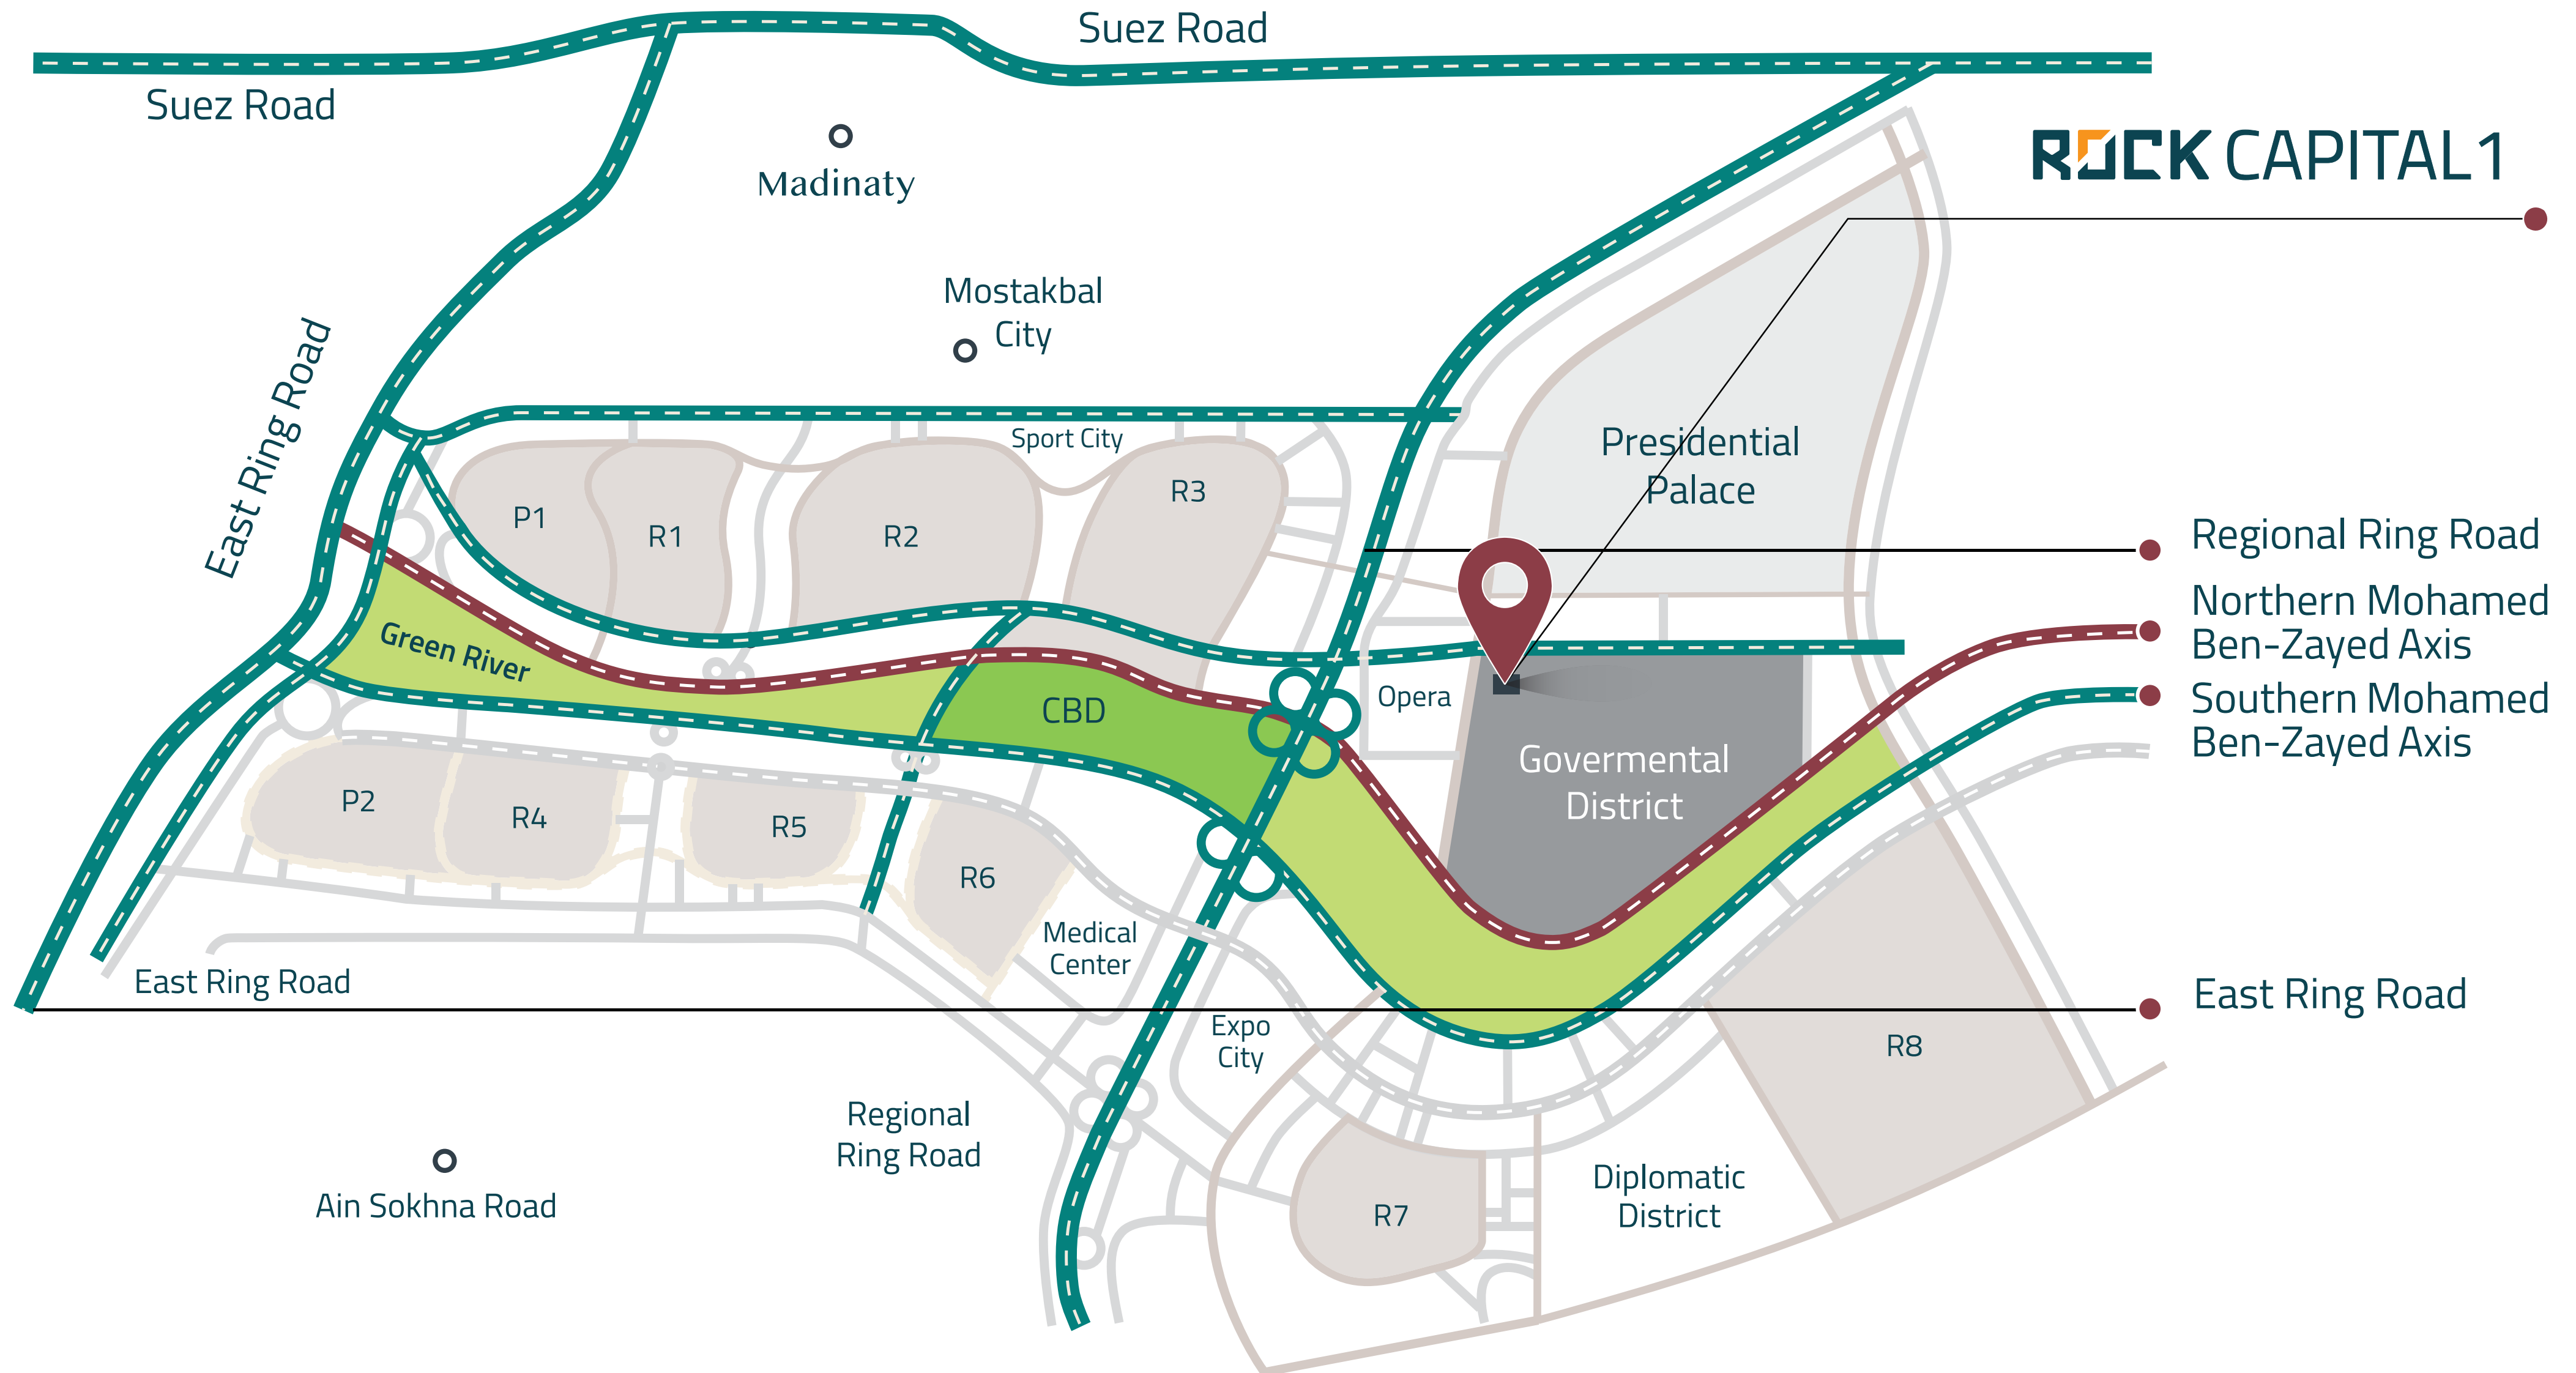 Suez Road
Suez Road
ROCK CAPITAL 1
Madinaty
Mostakbal
City
East Ring Road
Sport City
Presidential
Palace
P1
R1
R2
R3
Regional Ring Road
Northern Mohamed
Ben-Zayed Axis
Green River
CBD
Opera
Southern Mohamed
Ben-Zayed Axis
Govermental
District
P2
R4
R5
R6
Medical
Center
East Ring Road
East Ring Road
Expo
City
R8
Regional
Ring Road
Ain Sokhna Road
R7
Diplomatic
District